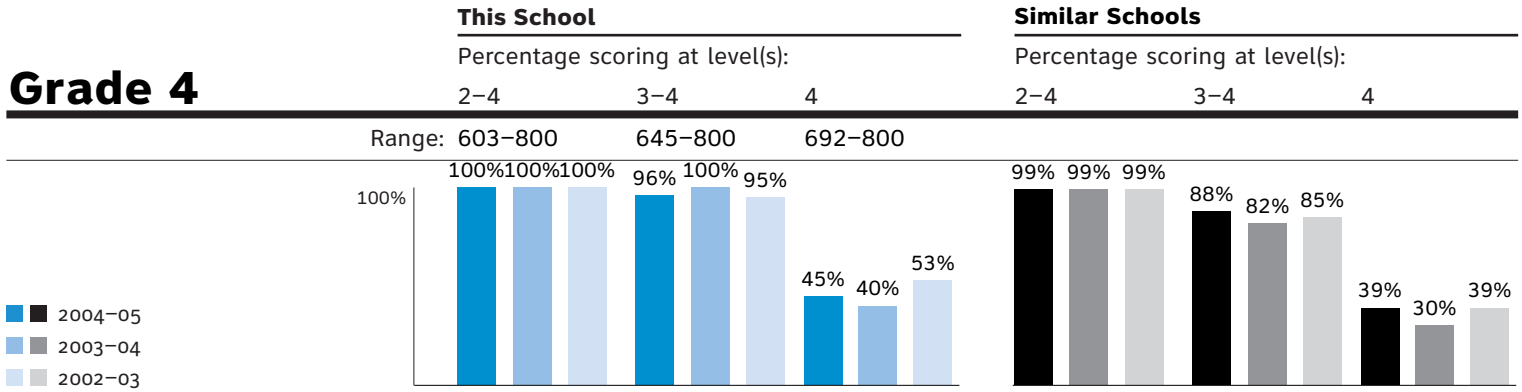 This School Similar Schools
Percentage scoring at level(s): Percentage scoring at level(s):
Grade 4 2–4 3–4 4 2–4 3–4 4
Range: 603–800 645–800 692–800
100% 100% 100% 96% 100% 95% 45% 40% 53% 99% 99% 99% 88% 82% 85% 39% 30% 39%
100%
2004–05
2003–04
2002–03